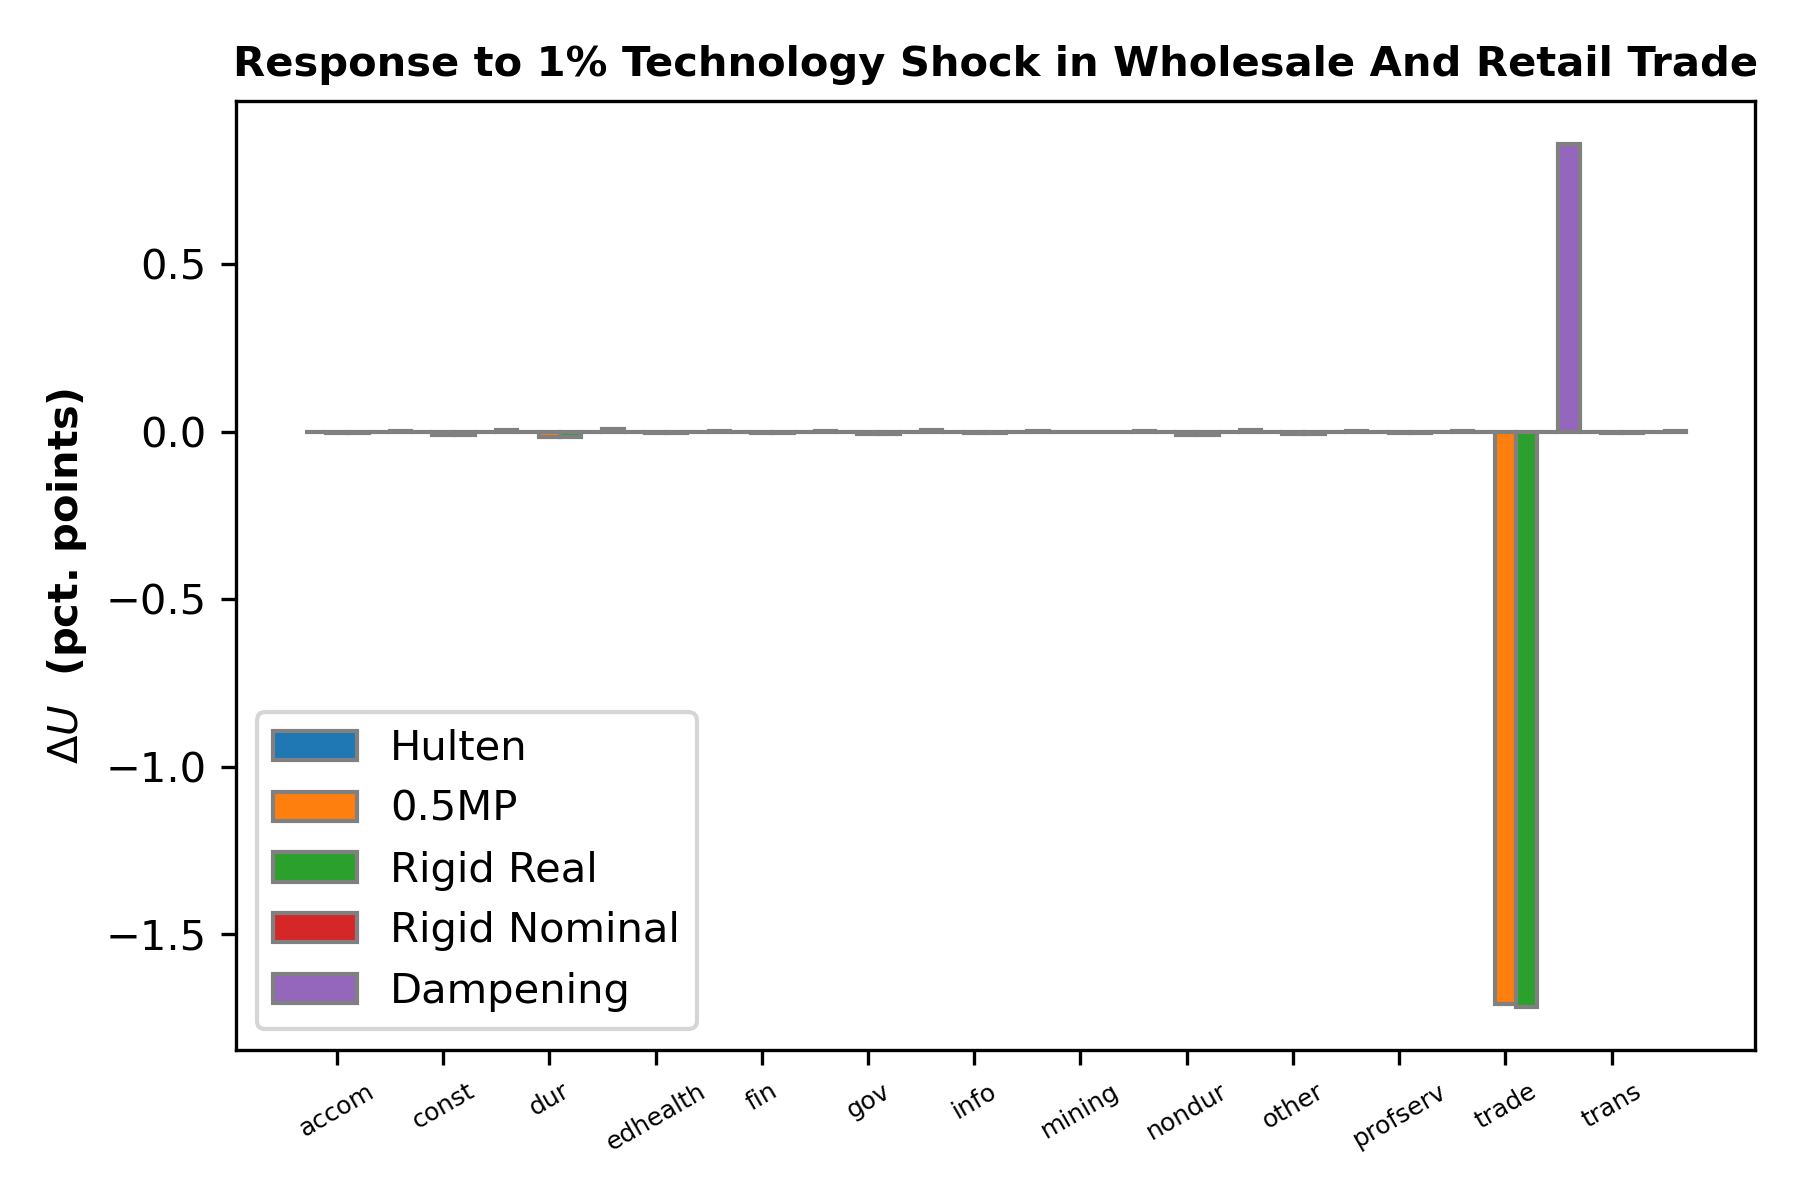 Response to 1% Technology Shock in Wholesale And Retail Trade
ΔU (pct. points)
0.5
0.0
−0.5
−1.0
−1.5
Hulten
0.5MP
Rigid Real
Rigid Nominal
Dampening
accom const dur edhealth fin gov info mining nondur other profserv trade trans